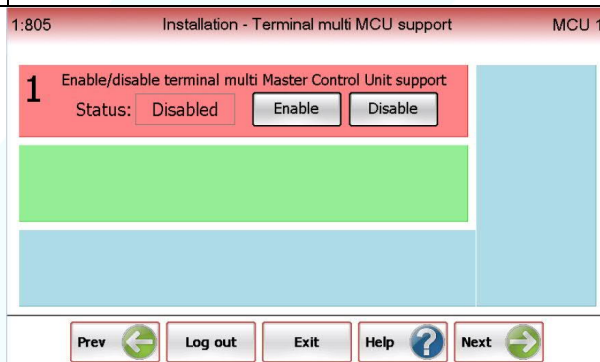 1:805 Installation - Terminal multi MCU support MCU 1
1 Enable/disable terminal multi Master Control Unit support
Status: Disabled Enable Disable
Prev Log out Exit Help ? Next